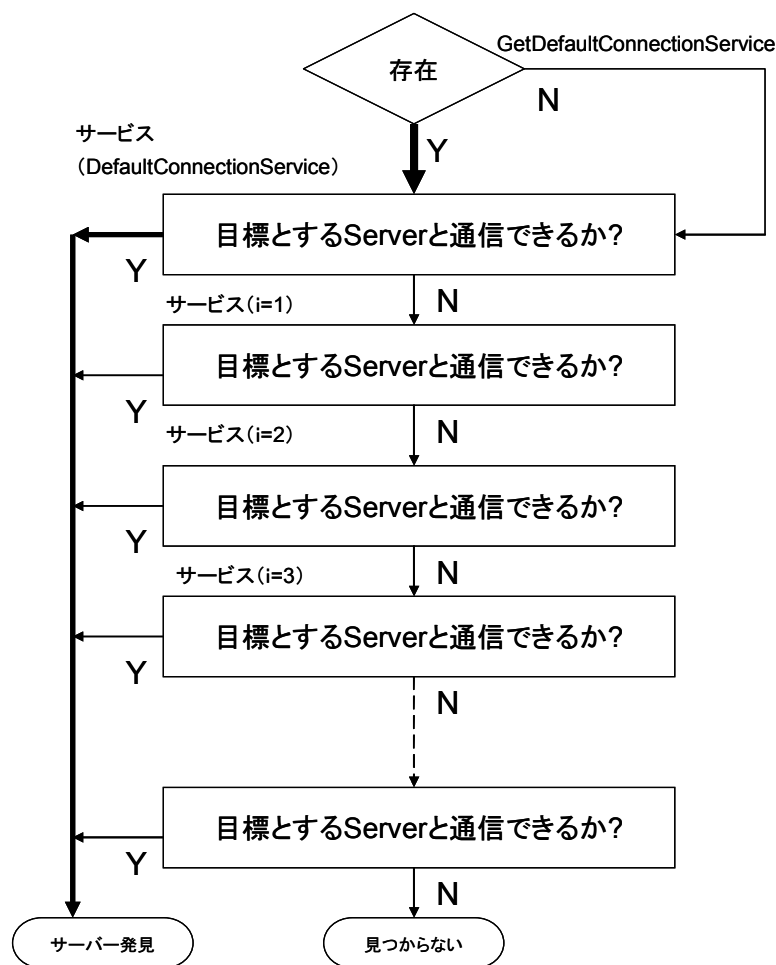 GetDefaultConnectionService
存在
N
Y
サービス
（DefaultConnectionService）
目標とするServerと通信できるか?
Y
N
サービス（i=1）
目標とするServerと通信できるか?
Y
N
サービス（i=2）
目標とするServerと通信できるか?
Y
N
サービス（i=3）
目標とするServerと通信できるか?
Y
N
目標とするServerと通信できるか?
Y
N
サーバー発見
見つからない